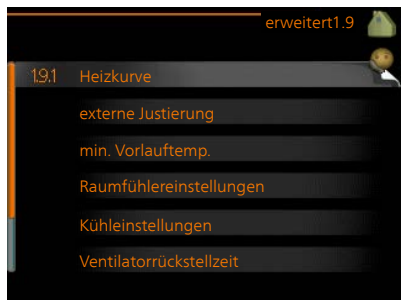 erweitert1.9
1.9.1 Heizkurve
externe Justierung
min. Vorlauftemp.
Raumfühlereinstellungen
Kühleinstellungen
Ventilatorrückstellzeit